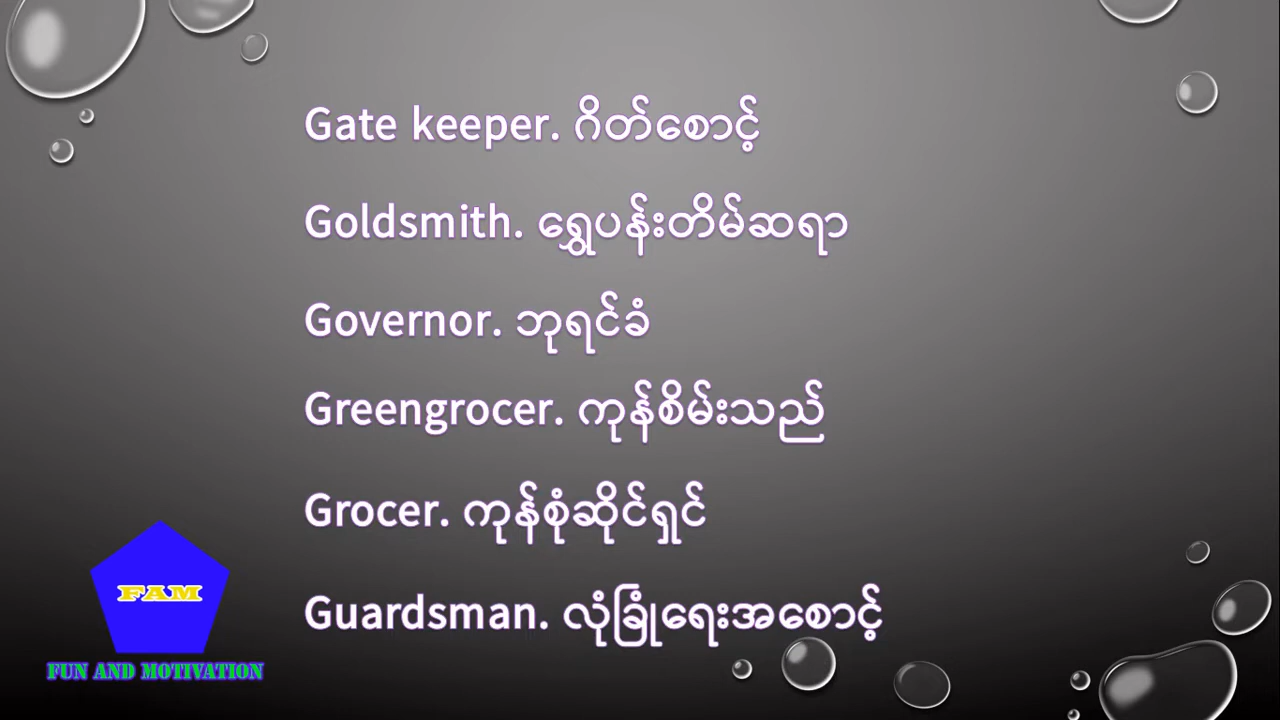 Gate keeper. ဂိတ်စောင့်
Goldsmith. ရွှေပန်းတိမ်ဆရာ
Governor. ဘုရင်ခံ
Greengrocer. ကုန်စိမ်းသည်
Grocer. ကုန်စုံဆိုင်ရှင်
Guardsman. လုံခြုံရေးအစောင့်
FAM
FUN AND MOTIVATION